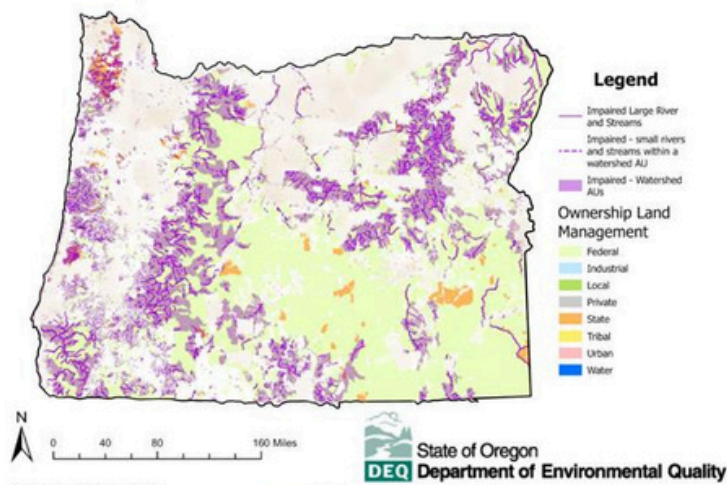 Legend
Impaired Large River
and Streams
Impaired - small rivers
and streams within a
watershed AU
Impaired - Watershed
AUs
Ownership Land
Management
Federal
Industrial
Local
Private
State
Tribal
Urban
Water
N
0 40 80 160 Miles
State of Oregon
DEQ Department of Environmental Quality